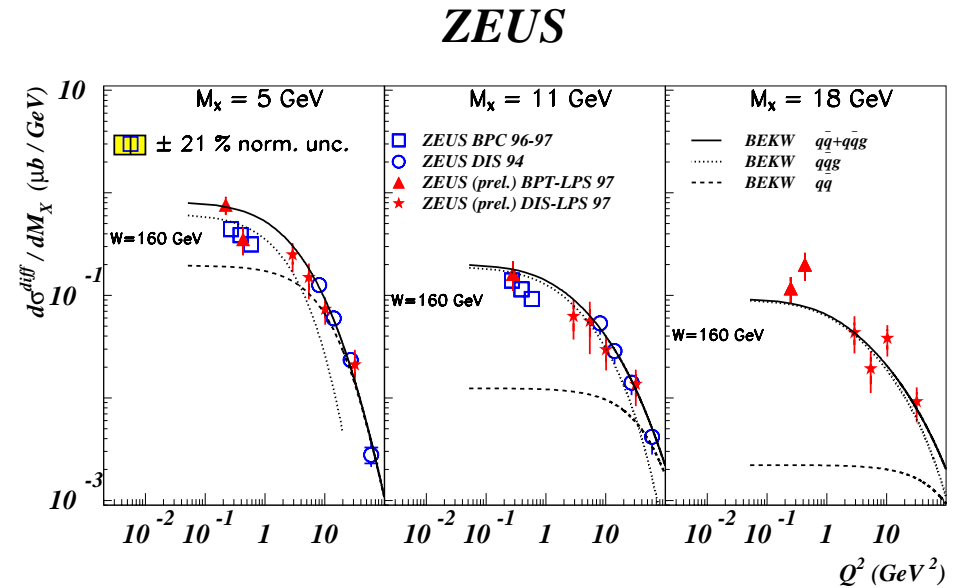 ZEUS
dσ^diff / dM_X (μb / GeV)
10
10^-1
10^-3
M_x = 5 GeV
± 21 % norm. unc.
W=160 GeV
10^-2 10^-1 1 10
M_x = 11 GeV
ZEUS BPC 96-97
ZEUS DIS 94
ZEUS (prel.) BPT-LPS 97
ZEUS (prel.) DIS-LPS 97
W=160 GeV
10^-2 10^-1 1 10
M_x = 18 GeV
BEKW qq̄+qq̄g
BEKW qq̄g
BEKW qq̄
W=160 GeV
10^-2 10^-1 1 10
Q^2 (GeV^2)